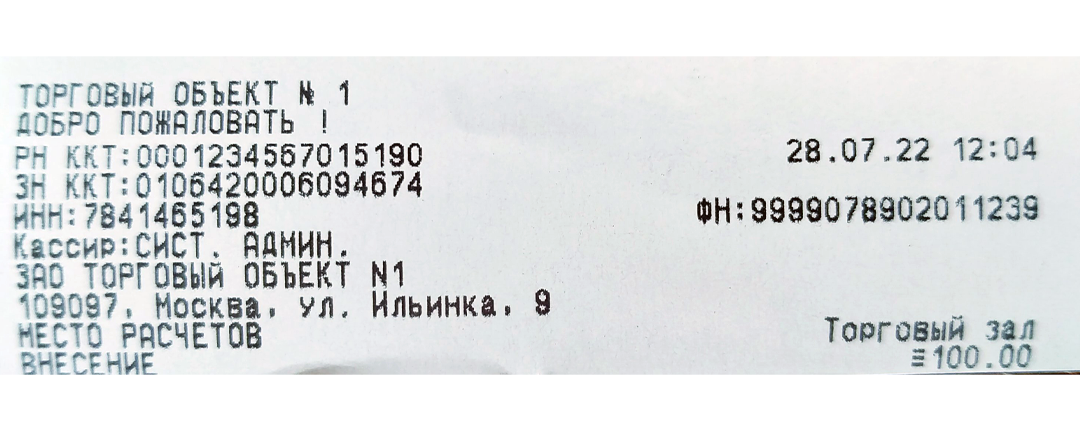 ТОРГОВЫЙ ОБЪЕКТ № 1
ДОБРО ПОЖАЛОВАТЬ !
РН ККТ:0001234567015190 28.07.22 12:04
ЗН ККТ:0106420006094674
ИНН:7841465198 ФН:9999078902011239
Кассир:СИСТ. АДМИН.
ЗАО ТОРГОВЫЙ ОБЪЕКТ N1
109097, Москва, ул. Ильинка, 9
МЕСТО РАСЧЕТОВ Торговый зал
ВНЕСЕНИЕ ≡100.00